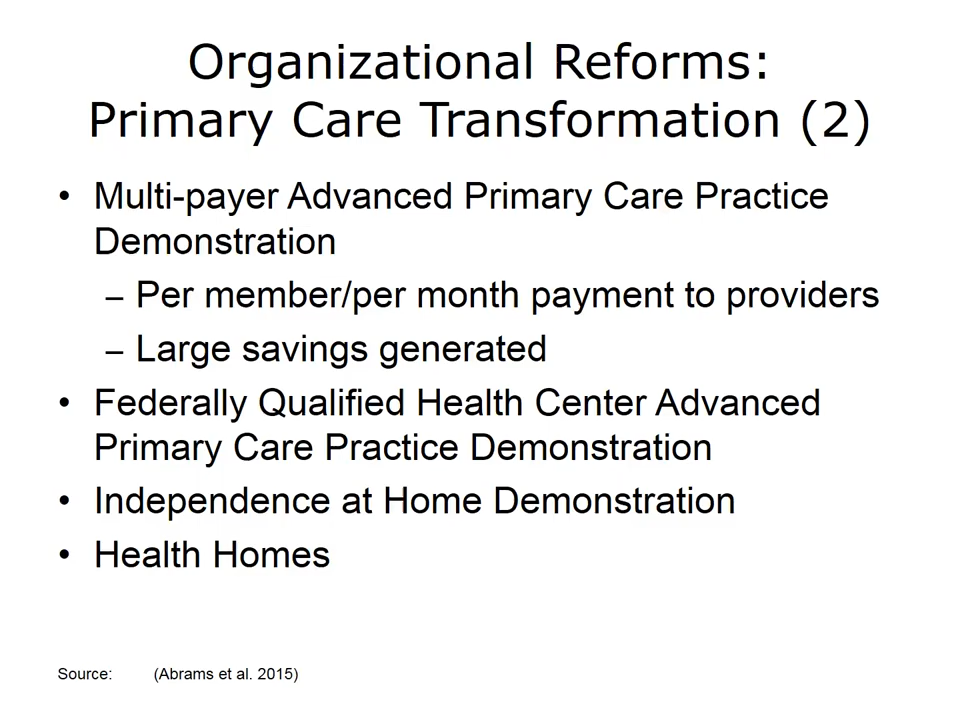 Organizational Reforms:
Primary Care Transformation (2)
• Multi-payer Advanced Primary Care Practice
Demonstration
– Per member/per month payment to providers
– Large savings generated
• Federally Qualified Health Center Advanced
Primary Care Practice Demonstration
• Independence at Home Demonstration
• Health Homes
Source: (Abrams et al. 2015)